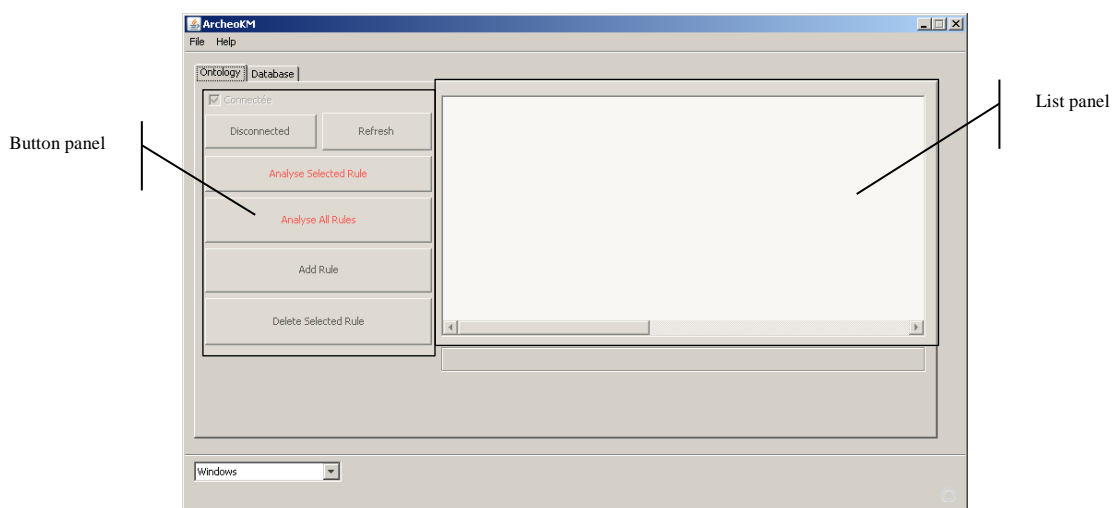 ArcheoKM
File Help
Ontology Database
Connectée
Disconnected Refresh
Analyse Selected Rule
Analyse All Rules
Add Rule
Delete Selected Rule
Button panel
List panel
Windows